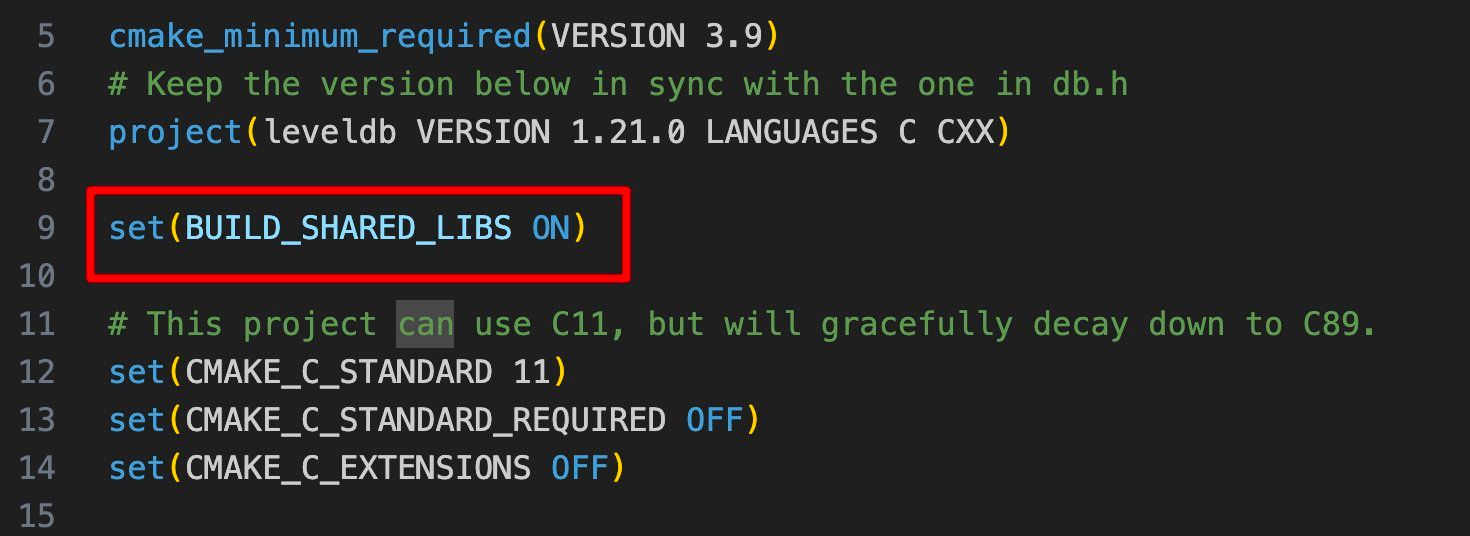 5 cmake_minimum_required(VERSION 3.9)
6 # Keep the version below in sync with the one in db.h
7 project(leveldb VERSION 1.21.0 LANGUAGES C CXX)
8
9 set(BUILD_SHARED_LIBS ON)
10
11 # This project can use C11, but will gracefully decay down to C89.
12 set(CMAKE_C_STANDARD 11)
13 set(CMAKE_C_STANDARD_REQUIRED OFF)
14 set(CMAKE_C_EXTENSIONS OFF)
15